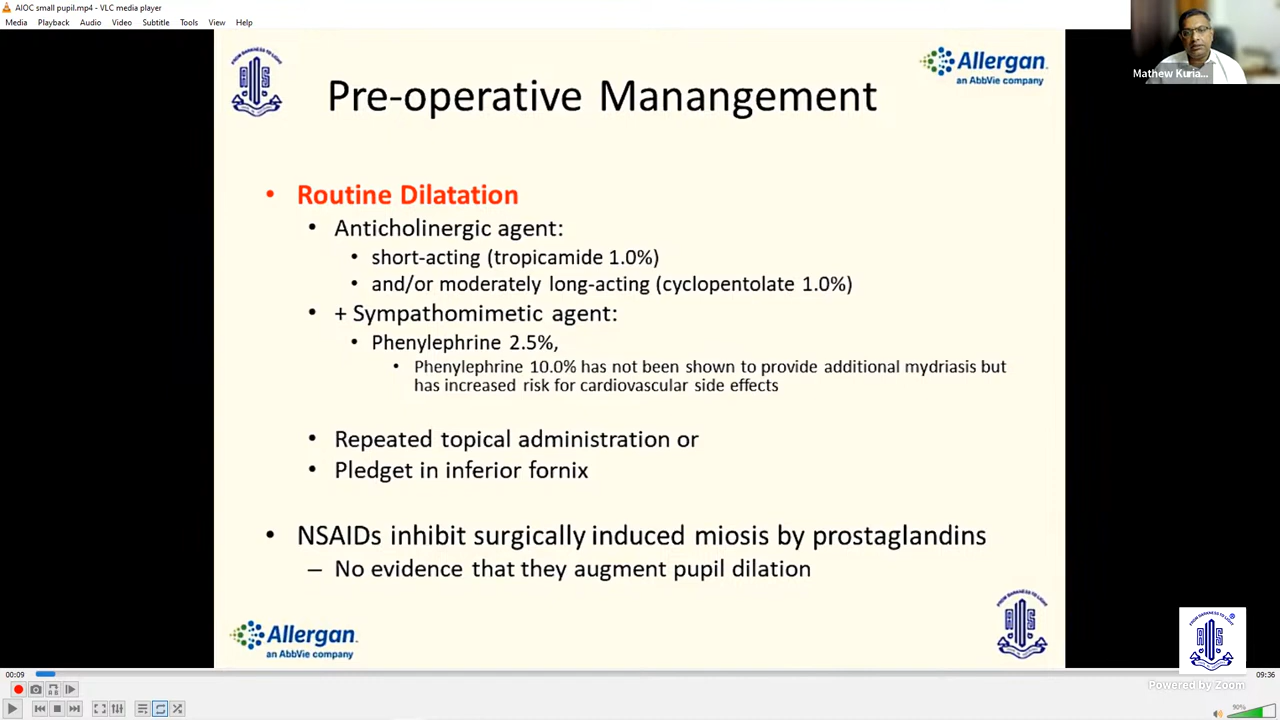 AIOC small pupil.mp4 - VLC media player
Media Playback Audio Video Subtitle Tools View Help
Mathew Kuria...
Allergan
an AbbVie company
Pre-operative Manangement
• Routine Dilatation
• Anticholinergic agent:
• short-acting (tropicamide 1.0%)
• and/or moderately long-acting (cyclopentolate 1.0%)
• + Sympathomimetic agent:
• Phenylephrine 2.5%,
• Phenylephrine 10.0% has not been shown to provide additional mydriasis but
has increased risk for cardiovascular side effects
• Repeated topical administration or
• Pledget in inferior fornix
• NSAIDs inhibit surgically induced miosis by prostaglandins
– No evidence that they augment pupil dilation
Allergan
an AbbVie company
00:09
09:36
Powered by Zoom
90%